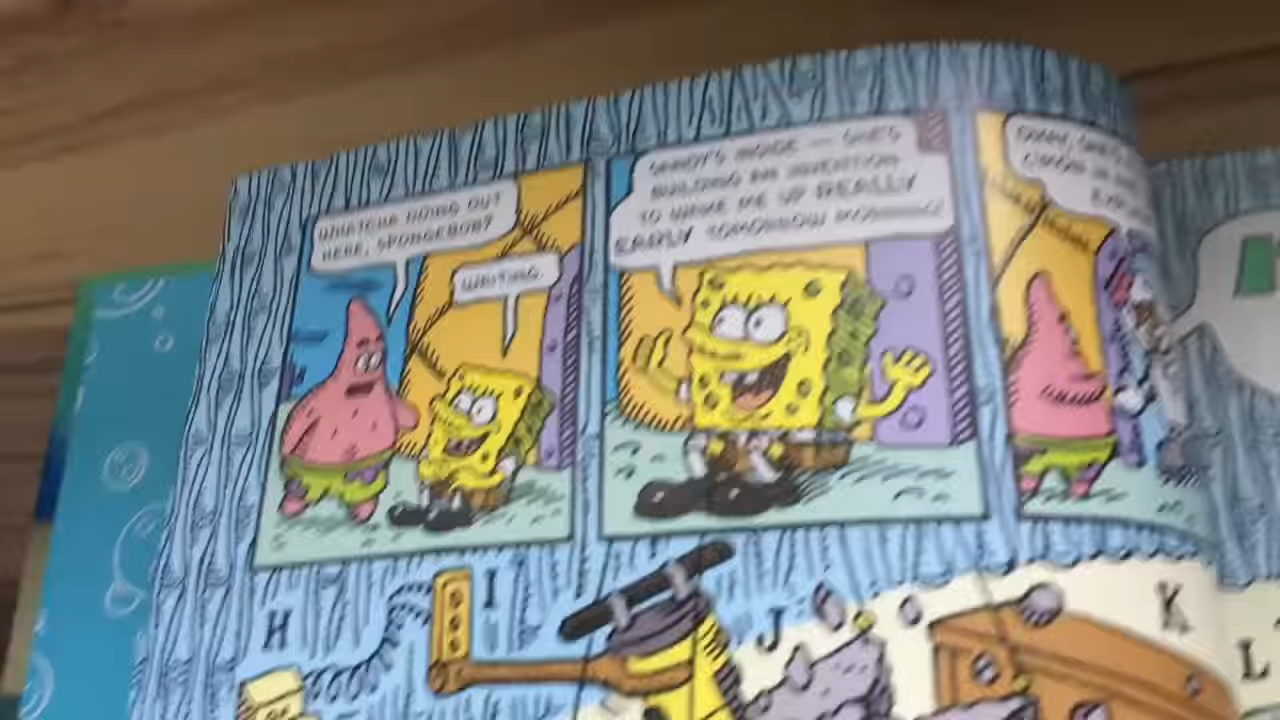 WHATCHA DOING OUT
HERE, SPONGEBOB?
WAITING.
SANDY'S INSIDE — SHE'S
BUILDING AN INVENTION
TO WAKE ME UP REALLY
EARLY TOMORROW
H
I
J
K
L